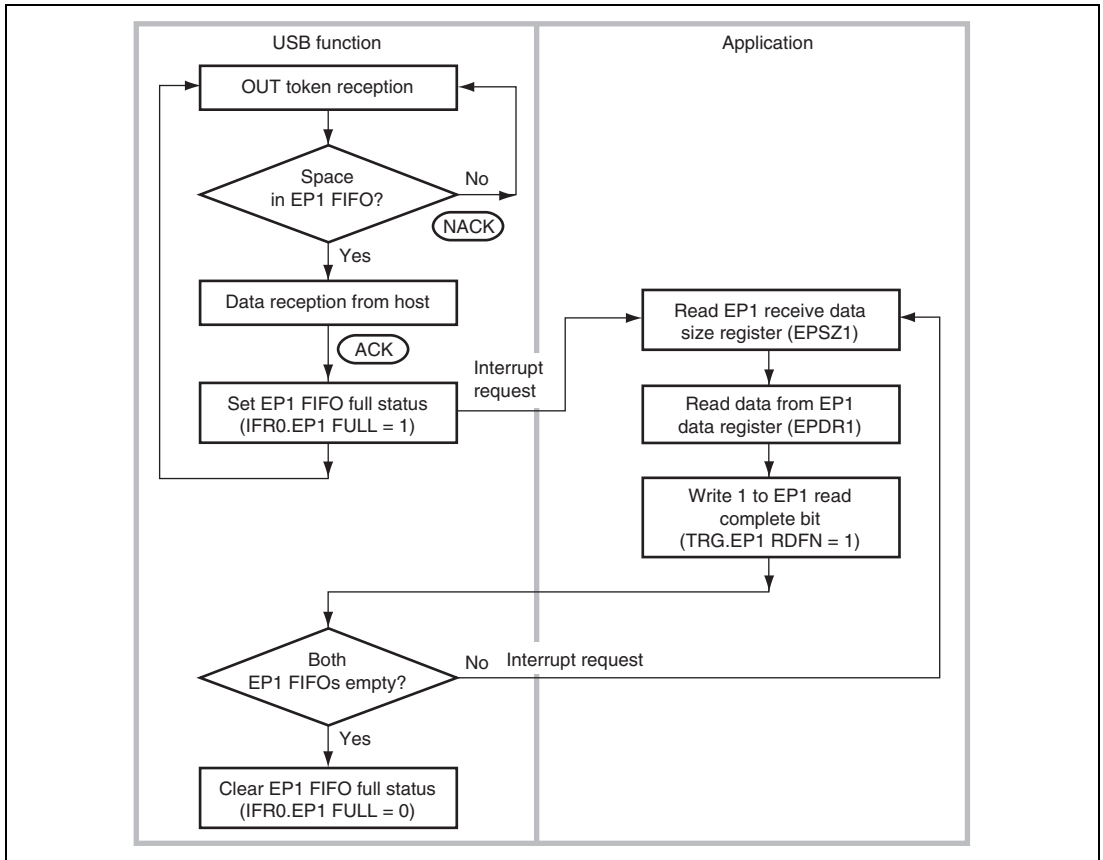 USB function
Application
OUT token reception
Space
in EP1 FIFO?
No
NACK
Yes
Data reception from host
ACK
Set EP1 FIFO full status
(IFR0.EP1 FULL = 1)
Interrupt
request
Read EP1 receive data
size register (EPSZ1)
Read data from EP1
data register (EPDR1)
Write 1 to EP1 read
complete bit
(TRG.EP1 RDFN = 1)
Both
EP1 FIFOs empty?
No Interrupt request
Yes
Clear EP1 FIFO full status
(IFR0.EP1 FULL = 0)